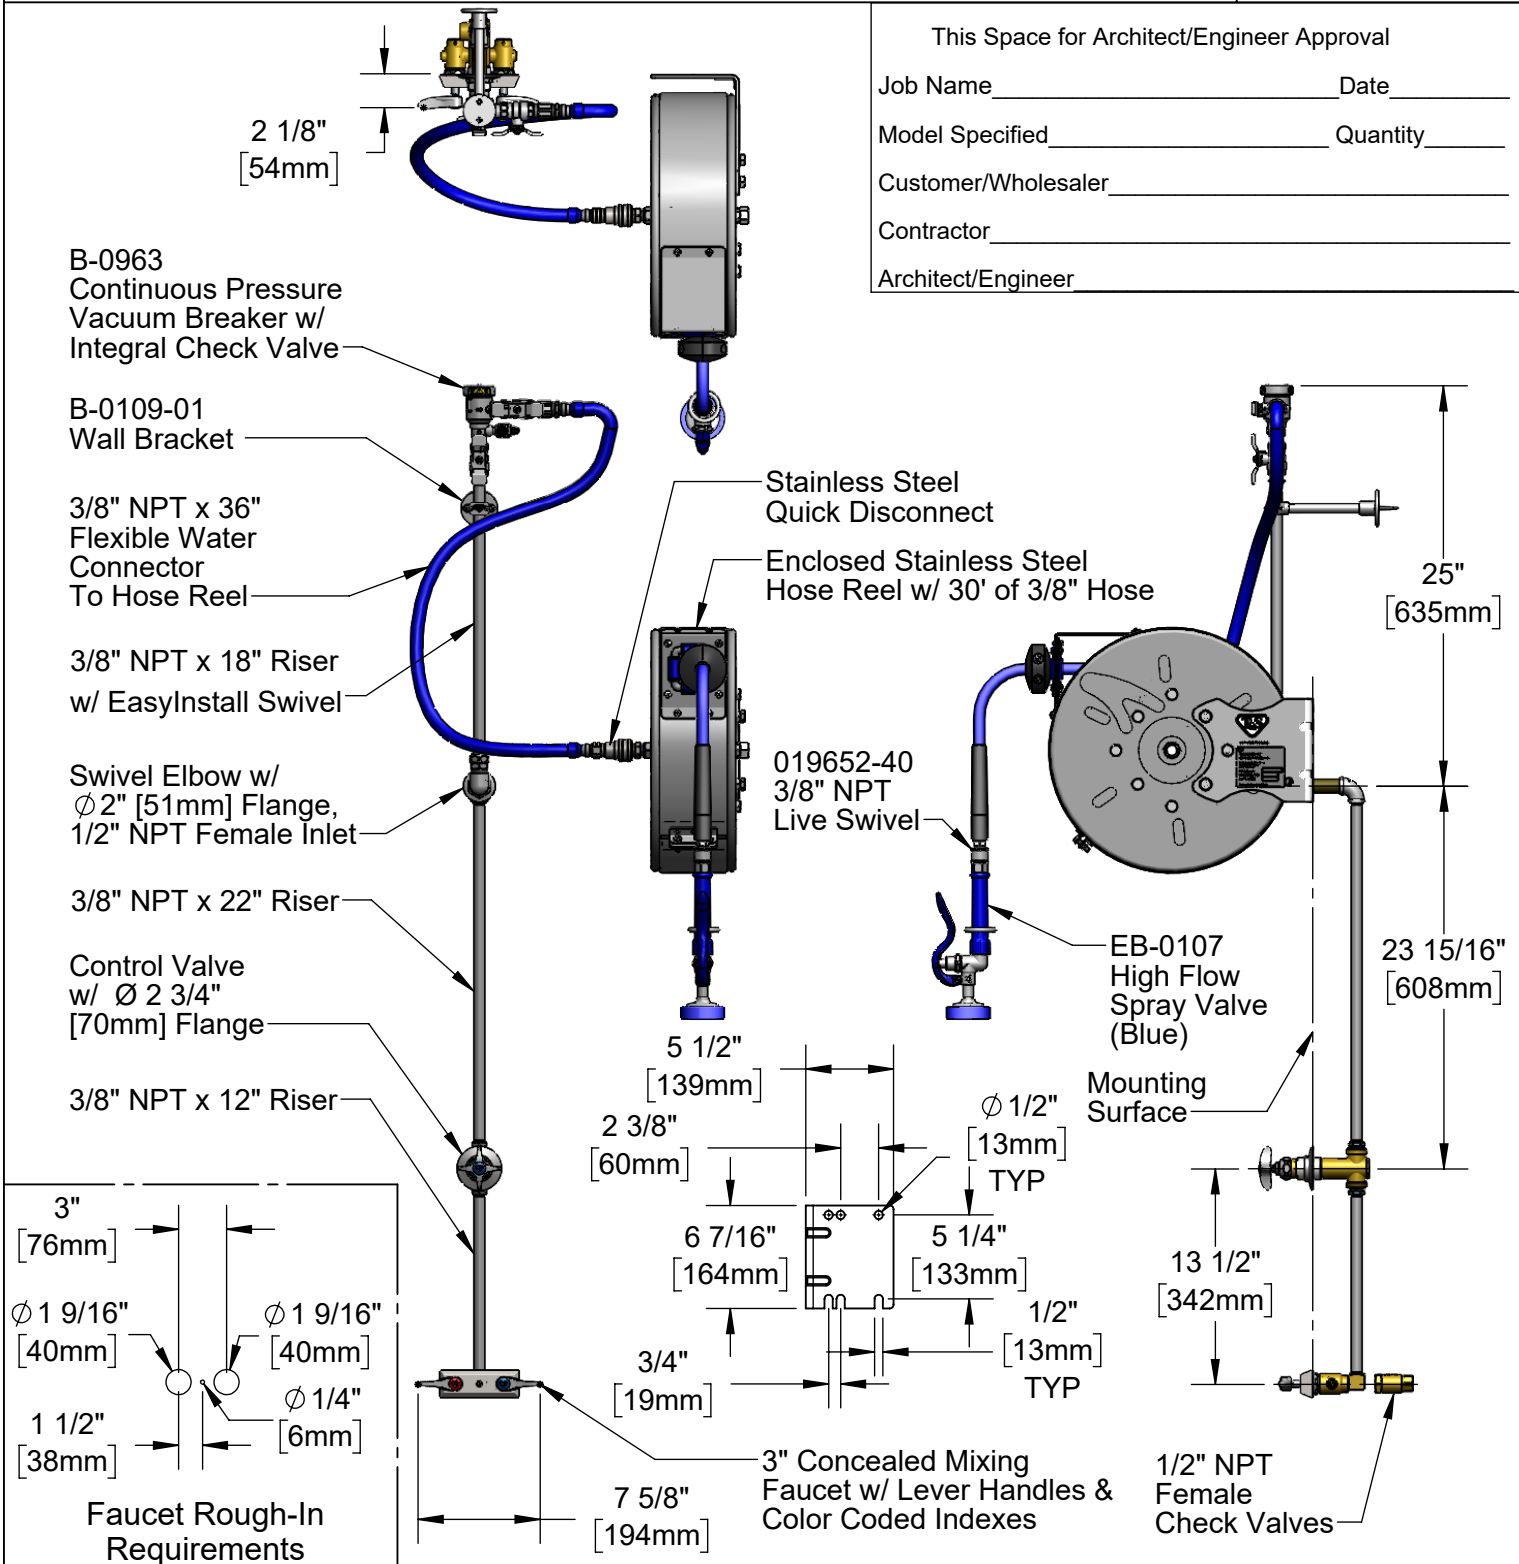 This Space for Architect/Engineer Approval
Job Name Date
Model Specified Quantity
Customer/Wholesaler
Contractor
Architect/Engineer
2 1/8"
[54mm]
B-0963
Continuous Pressure
Vacuum Breaker w/
Integral Check Valve
B-0109-01
Wall Bracket
3/8" NPT x 36"
Flexible Water
Connector
To Hose Reel
3/8" NPT x 18" Riser
w/ EasyInstall Swivel
Swivel Elbow w/
Ø 2" [51mm] Flange,
1/2" NPT Female Inlet
3/8" NPT x 22" Riser
Control Valve
w/ Ø 2 3/4"
[70mm] Flange
3/8" NPT x 12" Riser
Stainless Steel
Quick Disconnect
Enclosed Stainless Steel
Hose Reel w/ 30' of 3/8" Hose
019652-40
3/8" NPT
Live Swivel
EB-0107
High Flow
Spray Valve
(Blue)
Mounting
Surface
25"
[635mm]
23 15/16"
[608mm]
13 1/2"
[342mm]
5 1/2"
[139mm]
2 3/8"
[60mm]
Ø 1/2"
[13mm]
TYP
6 7/16"
[164mm]
5 1/4"
[133mm]
1/2"
[13mm]
TYP
3/4"
[19mm]
3"
[76mm]
Ø 1 9/16"
[40mm]
Ø 1 9/16"
[40mm]
Ø 1/4"
[6mm]
1 1/2"
[38mm]
Faucet Rough-In
Requirements
7 5/8"
[194mm]
3" Concealed Mixing
Faucet w/ Lever Handles &
Color Coded Indexes
1/2" NPT
Female
Check Valves